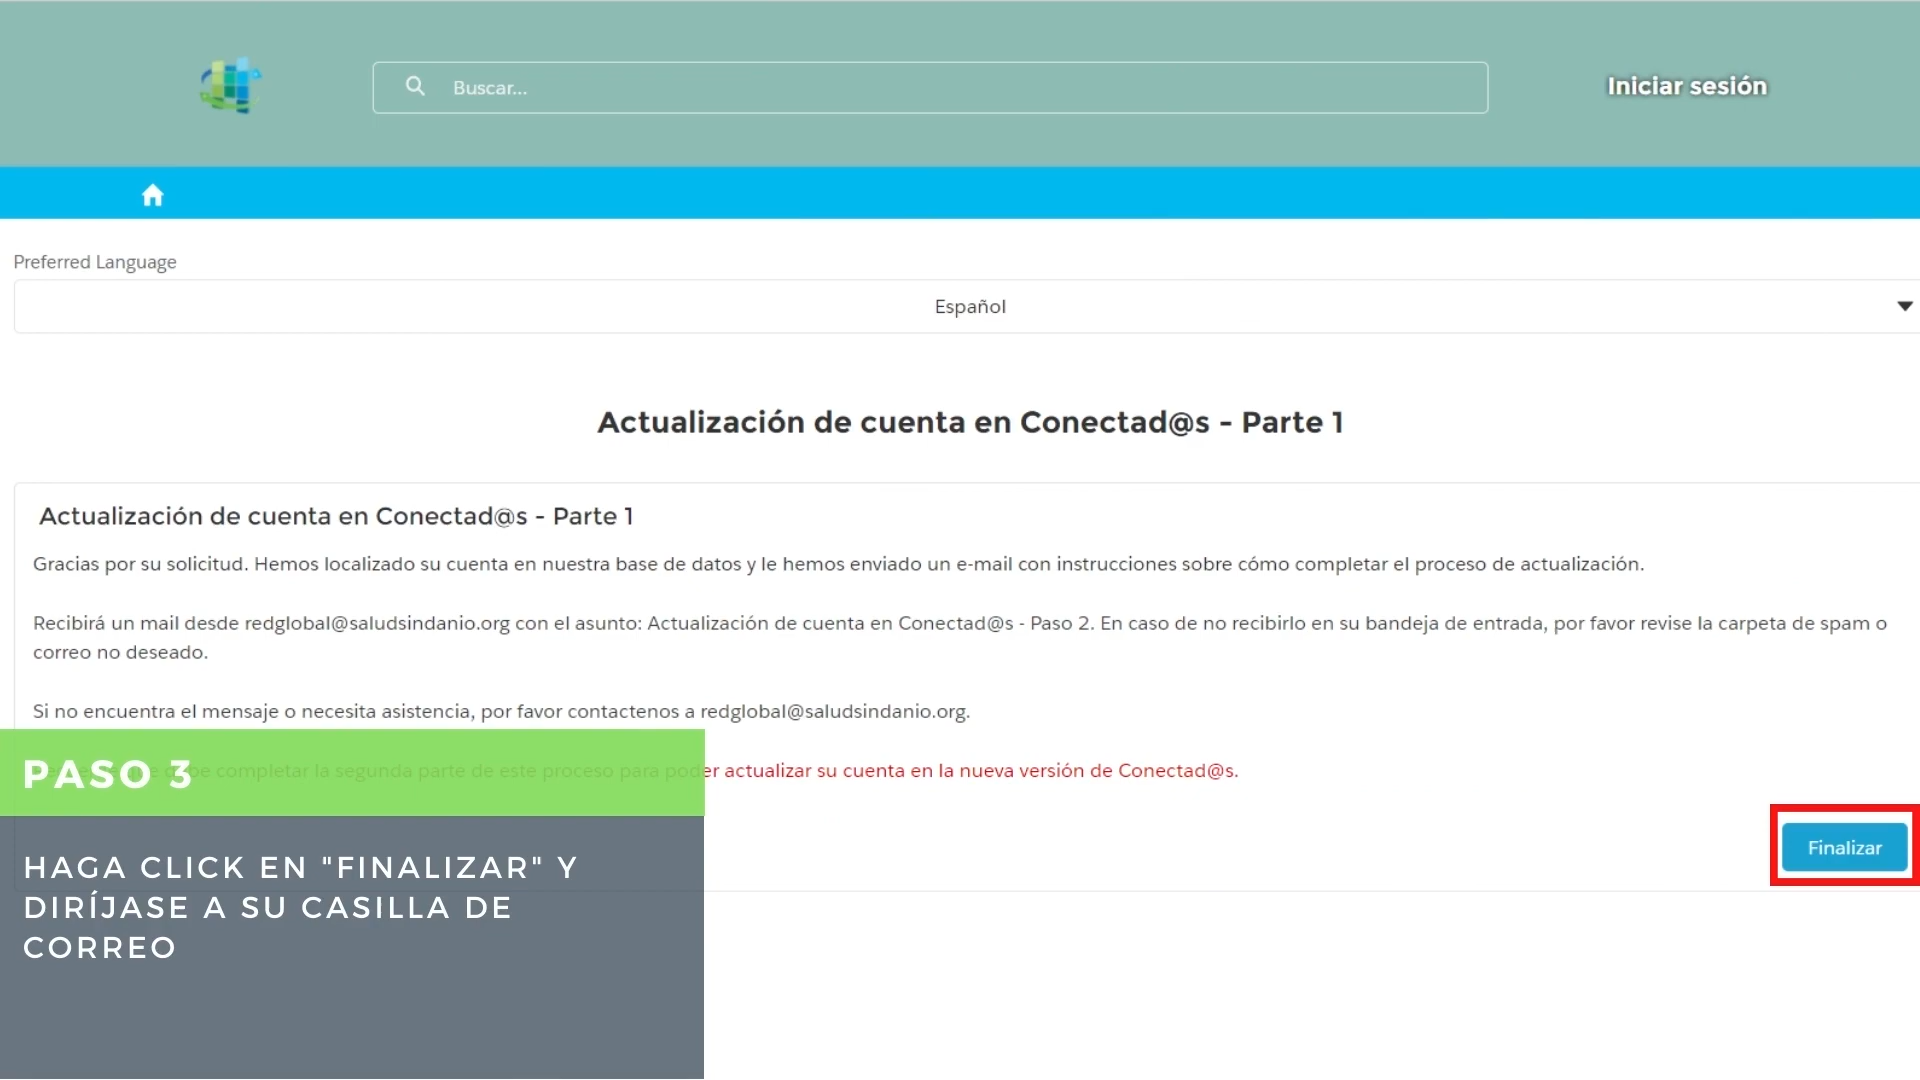 Buscar...
Iniciar sesión
Preferred Language
Español
Actualización de cuenta en Conectad@s - Parte 1
Actualización de cuenta en Conectad@s - Parte 1
Gracias por su solicitud. Hemos localizado su cuenta en nuestra base de datos y le hemos enviado un e-mail con instrucciones sobre cómo completar el proceso de actualización.
Recibirá un mail desde redglobal@saludsindanio.org con el asunto: Actualización de cuenta en Conectad@s - Paso 2. En caso de no recibirlo en su bandeja de entrada, por favor revise la carpeta de spam o
correo no deseado.
Si no encuentra el mensaje o necesita asistencia, por favor contactenos a redglobal@saludsindanio.org.
completar la segunda parte de este proceso para poder actualizar su cuenta en la nueva versión de Conectad@s.
PASO 3
Finalizar
HAGA CLICK EN "FINALIZAR" Y
DIRÍJASE A SU CASILLA DE
CORREO